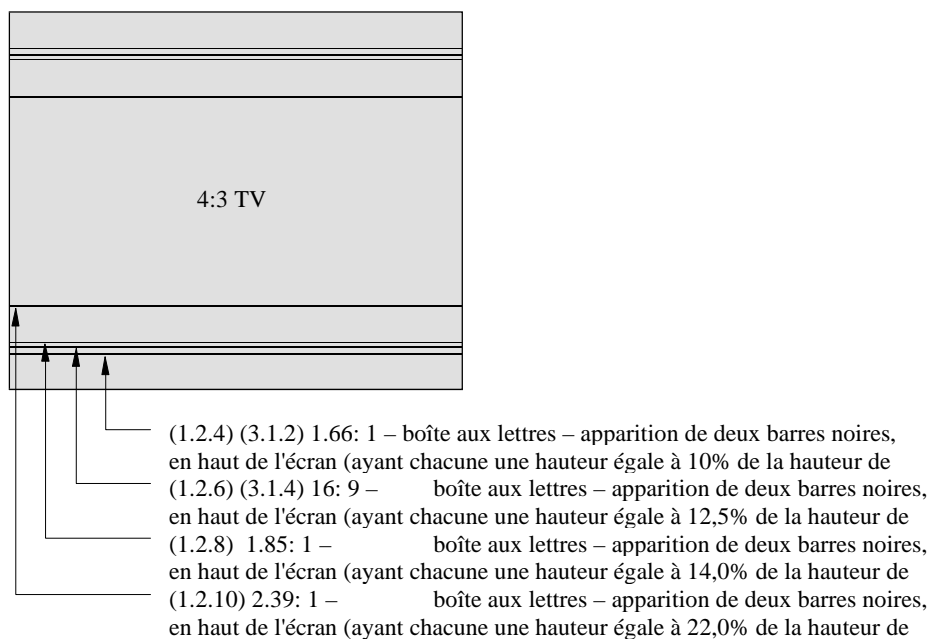 4:3 TV
(1.2.4) (3.1.2) 1.66: 1 – boîte aux lettres – apparition de deux barres noires,
en haut de l'écran (ayant chacune une hauteur égale à 10% de la hauteur de
(1.2.6) (3.1.4) 16: 9 – boîte aux lettres – apparition de deux barres noires,
en haut de l'écran (ayant chacune une hauteur égale à 12,5% de la hauteur de
(1.2.8) 1.85: 1 – boîte aux lettres – apparition de deux barres noires,
en haut de l'écran (ayant chacune une hauteur égale à 14,0% de la hauteur de
(1.2.10) 2.39: 1 – boîte aux lettres – apparition de deux barres noires,
en haut de l'écran (ayant chacune une hauteur égale à 22,0% de la hauteur de